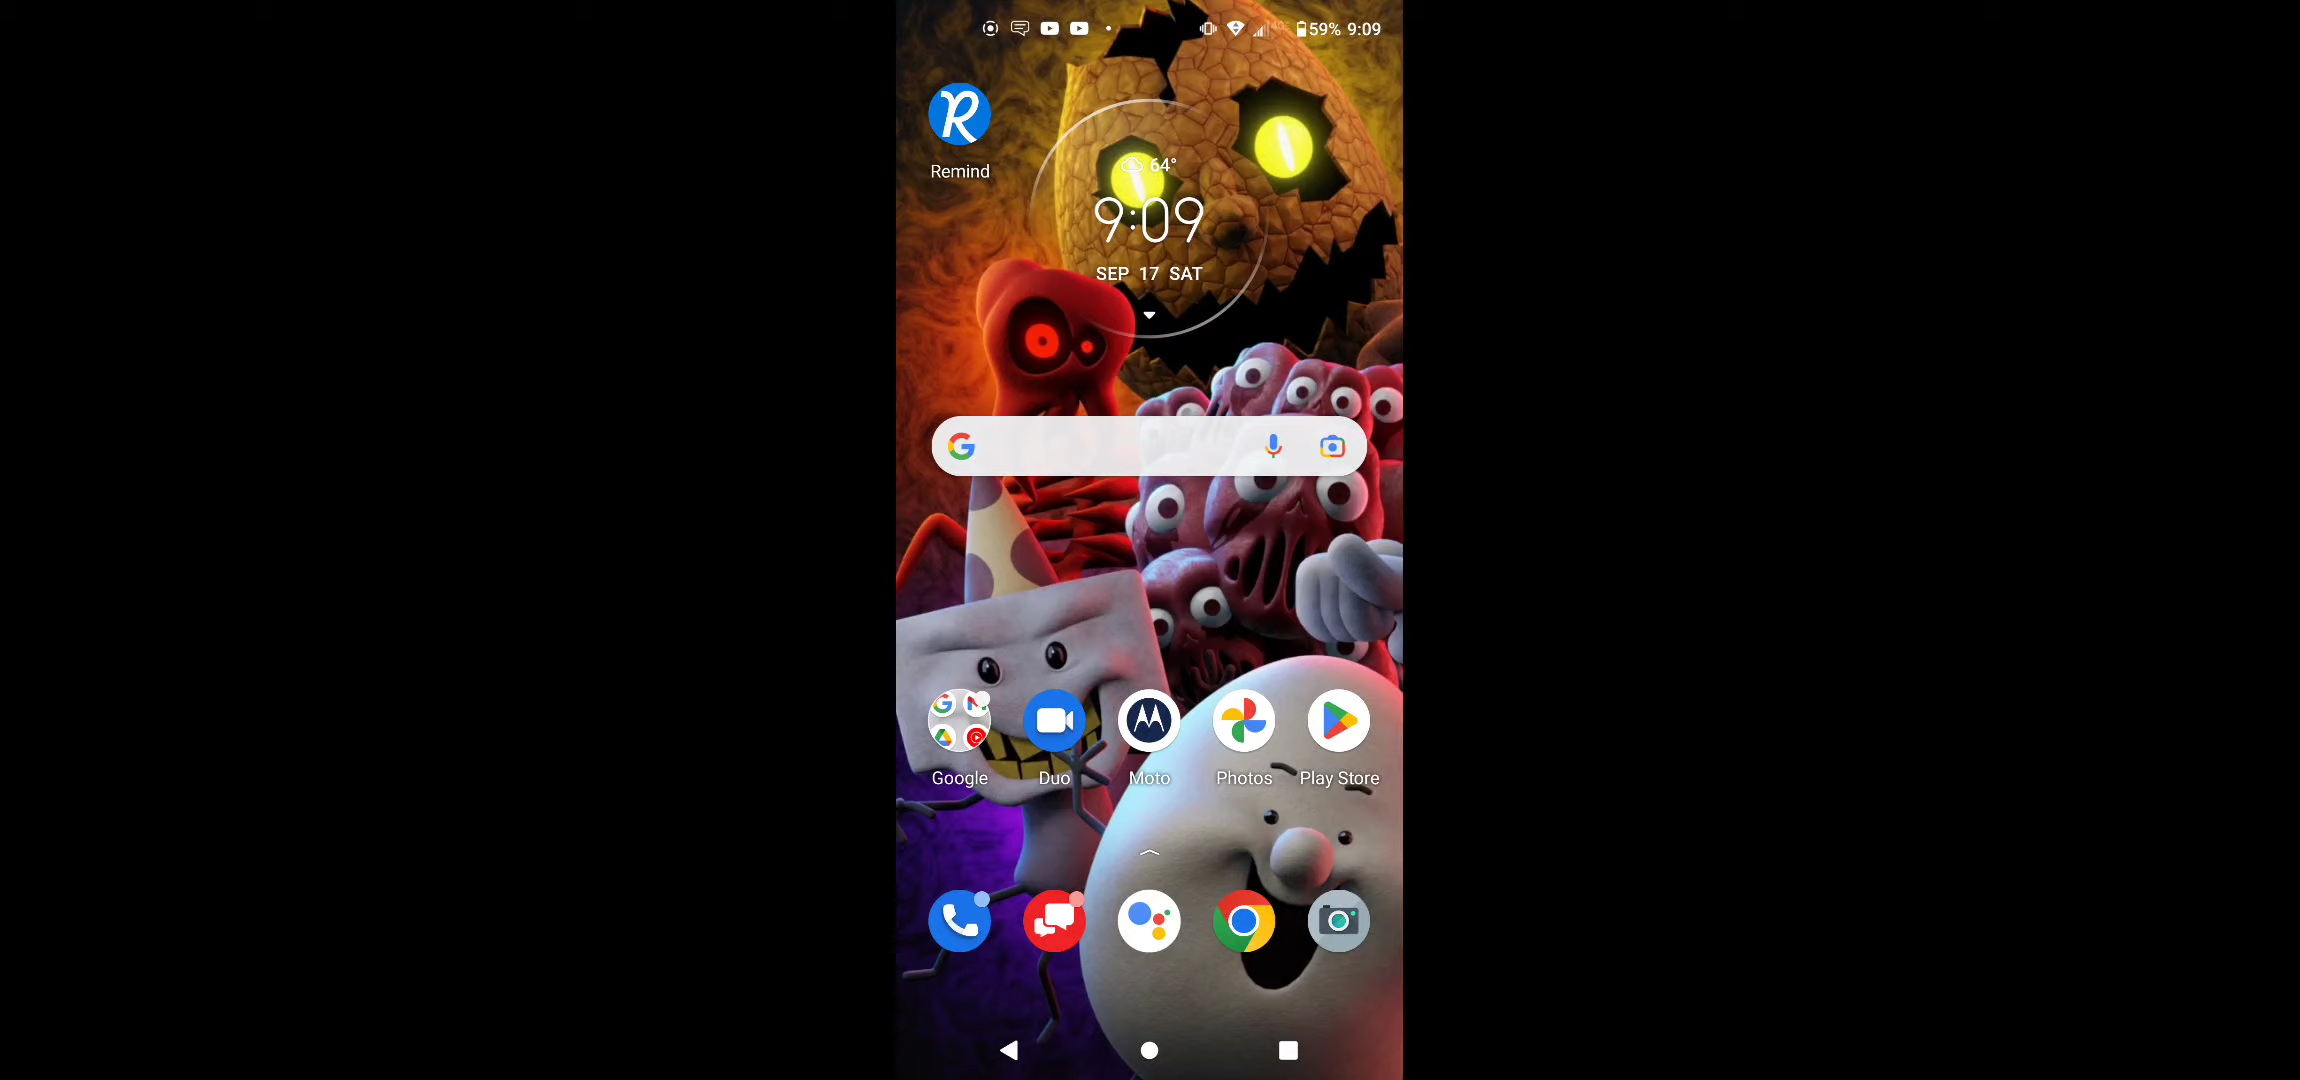 59% 9:09
Remind
64°
9:09
SEP 17 SAT
Google Duo Moto Photos Play Store